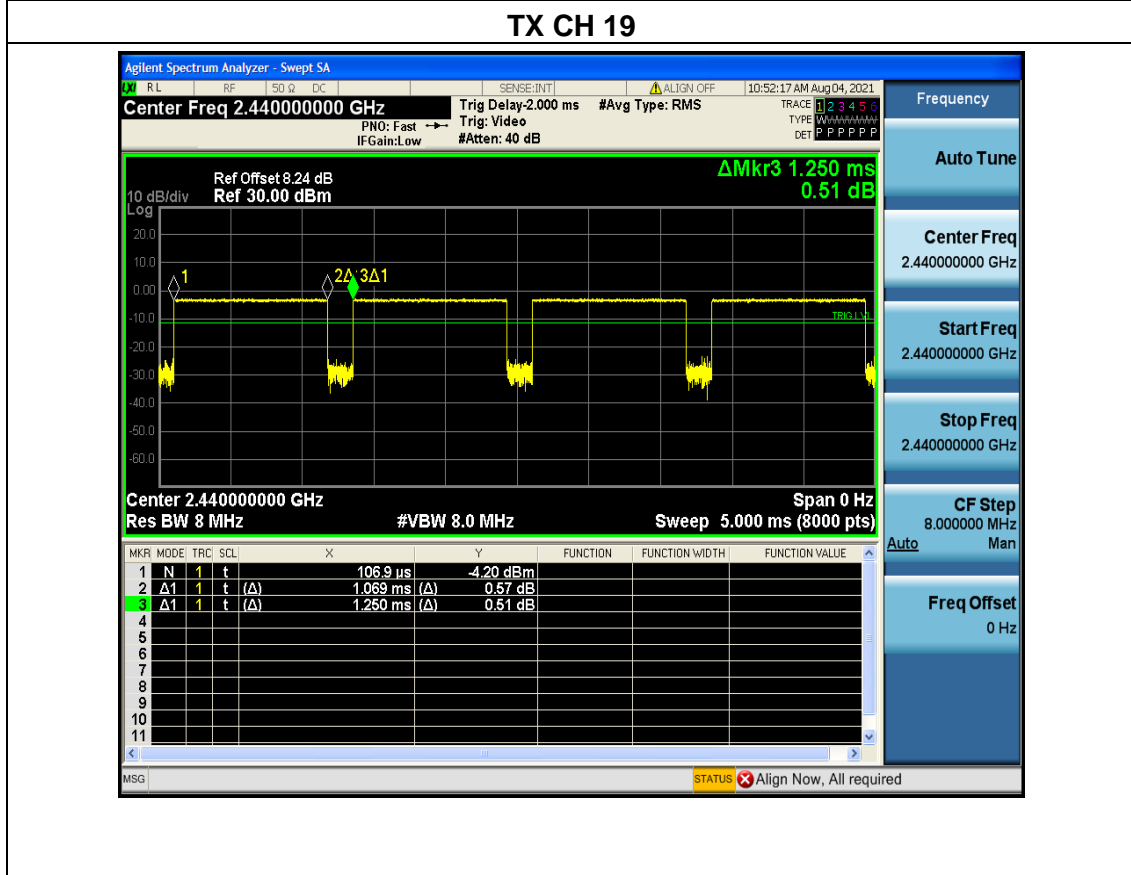 TX CH 19
Agilent Spectrum Analyzer - Swept SA
LXI RL RF 50 Ω DC SENSE:INT ALIGN OFF 10:52:17 AM Aug 04, 2021
Center Freq 2.440000000 GHz
PNO: Fast
IFGain:Low
Trig Delay-2.000 ms #Avg Type: RMS
Trig: Video
#Atten: 40 dB
TRACE 1 2 3 4 5 6
TYPE WWWWWW
DET P P P P P P
Frequency
Auto Tune
Center Freq
2.440000000 GHz
Start Freq
2.440000000 GHz
Stop Freq
2.440000000 GHz
CF Step
8.000000 MHz
Auto Man
Freq Offset
0 Hz
ΔMkr3 1.250 ms
0.51 dB
Ref Offset 8.24 dB
10 dB/div Ref 30.00 dBm
Log
20.0
10.0
0.00
-10.0
-20.0
-30.0
-40.0
-50.0
-60.0
1
2Δ 3Δ1
TRIG LVL
Center 2.440000000 GHz Span 0 Hz
Res BW 8 MHz #VBW 8.0 MHz Sweep 5.000 ms (8000 pts)
MKR MODE TRC SCL X Y FUNCTION FUNCTION WIDTH FUNCTION VALUE
1 N 1 t 106.9 µs -4.20 dBm
2 Δ1 1 t (Δ) 1.069 ms (Δ) 0.57 dB
3 Δ1 1 t (Δ) 1.250 ms (Δ) 0.51 dB
4
5
6
7
8
9
10
11
MSG STATUS Align Now, All required